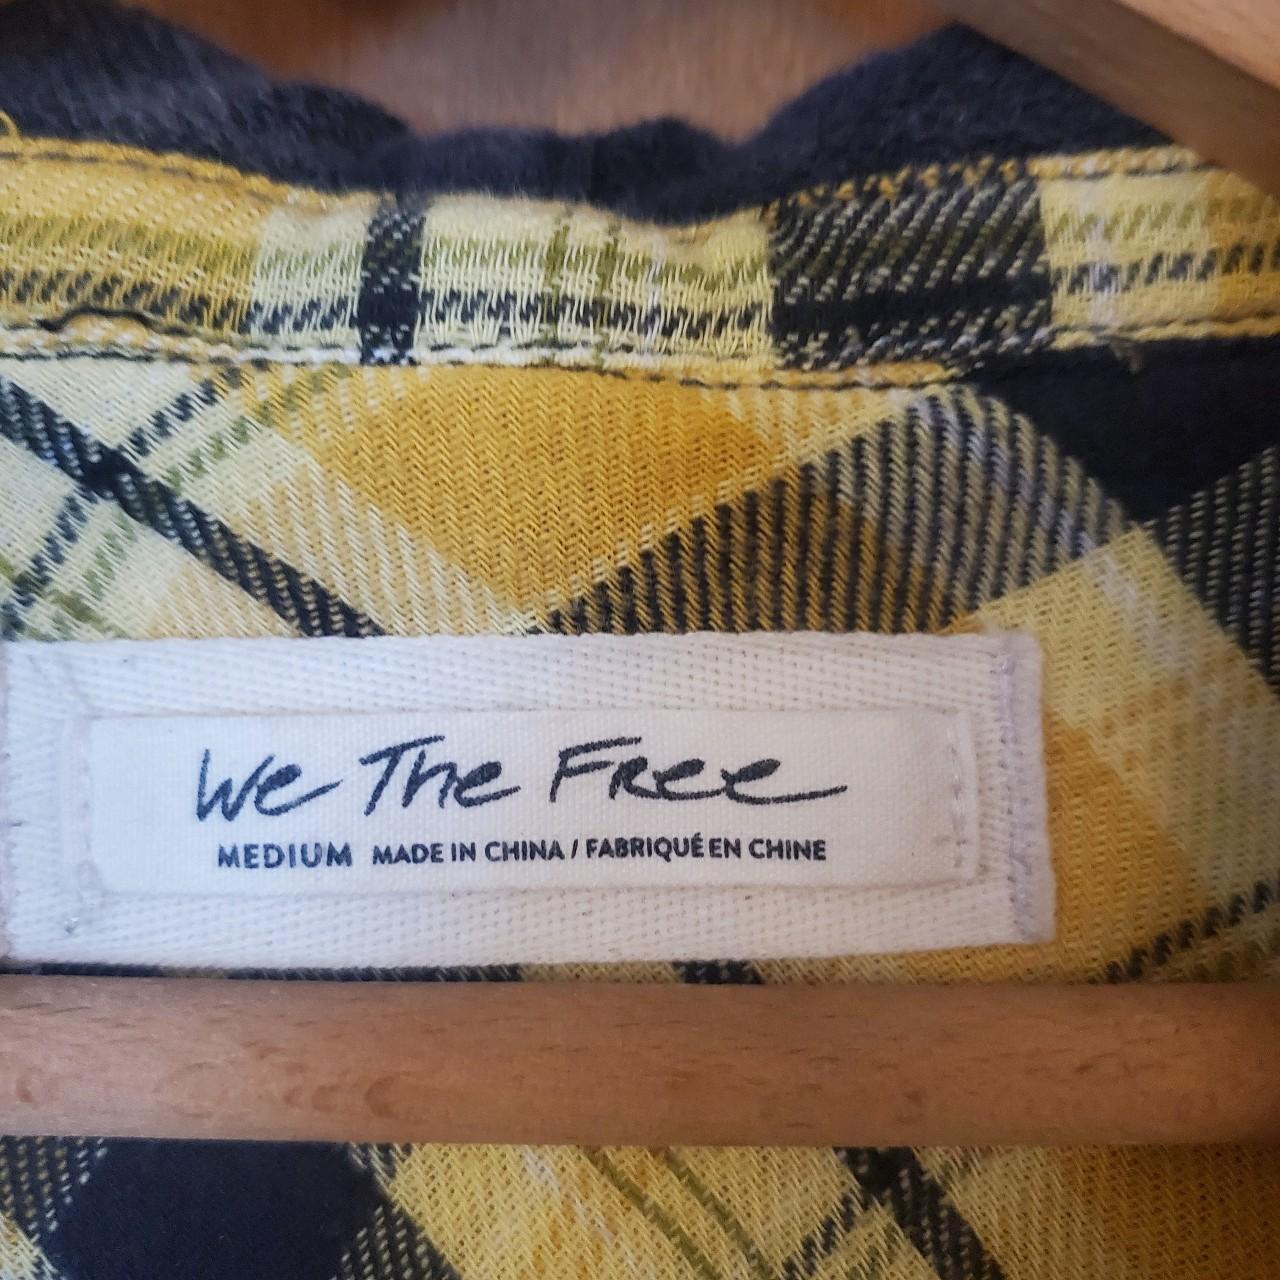 We The Free
MEDIUM MADE IN CHINA / FABRIQUÉ EN CHINE